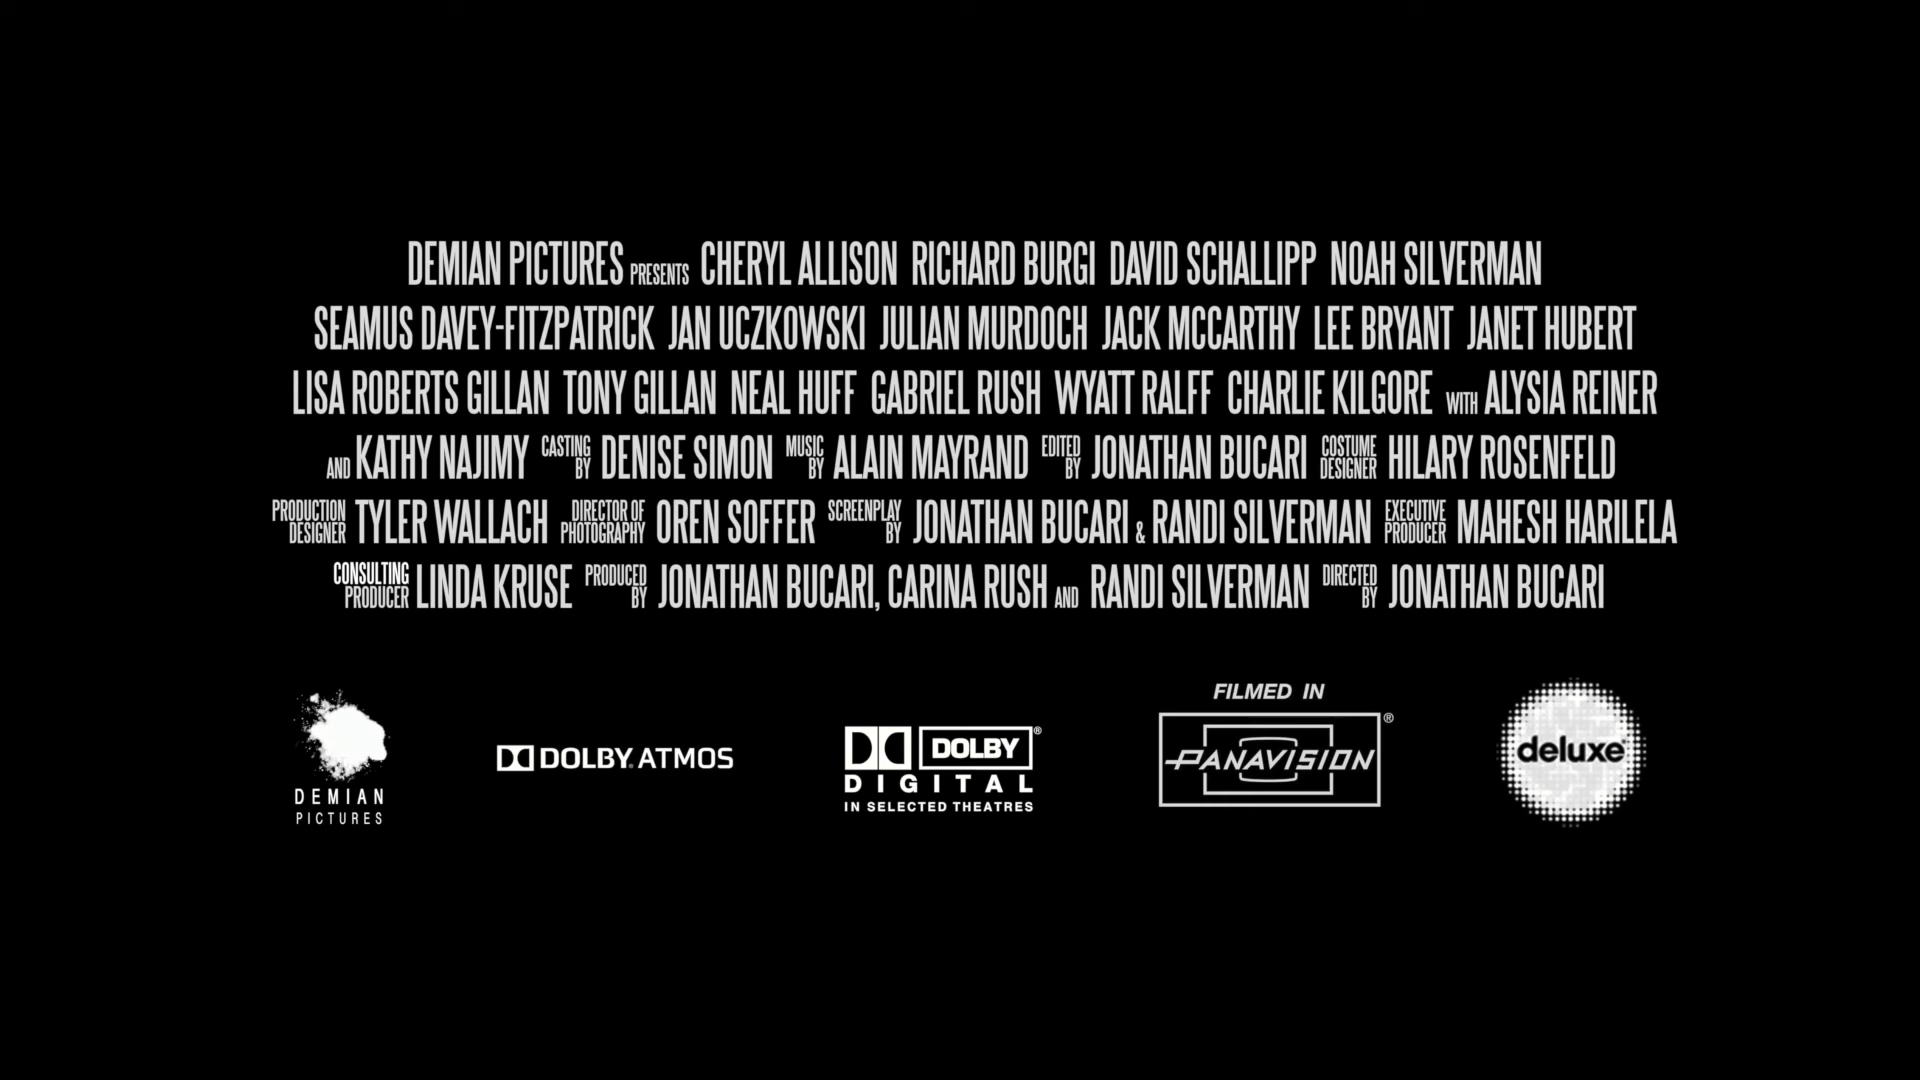 DEMIAN PICTURES PRESENTS CHERYL ALLISON RICHARD BURGI DAVID SCHALLIPP NOAH SILVERMAN
SEAMUS DAVEY-FITZPATRICK JAN UCZKOWSKI JULIAN MURDOCH JACK MCCARTHY LEE BRYANT JANET HUBERT
LISA ROBERTS GILLAN TONY GILLAN NEAL HUFF GABRIEL RUSH WYATT RALFF CHARLIE KILGORE WITH ALYSIA REINER
AND KATHY NAJIMY CASTING BY DENISE SIMON MUSIC BY ALAIN MAYRAND EDITED BY JONATHAN BUCARI COSTUME DESIGNER HILARY ROSENFELD
PRODUCTION DESIGNER TYLER WALLACH DIRECTOR OF PHOTOGRAPHY OREN SOFFER SCREENPLAY BY JONATHAN BUCARI & RANDI SILVERMAN EXECUTIVE PRODUCER MAHESH HARILELA
CONSULTING PRODUCER LINDA KRUSE PRODUCED BY JONATHAN BUCARI, CARINA RUSH AND RANDI SILVERMAN DIRECTED BY JONATHAN BUCARI
DEMIAN
PICTURES
DOLBY ATMOS
DOLBY®
DIGITAL
IN SELECTED THEATRES
FILMED IN
PANAVISION®
deluxe